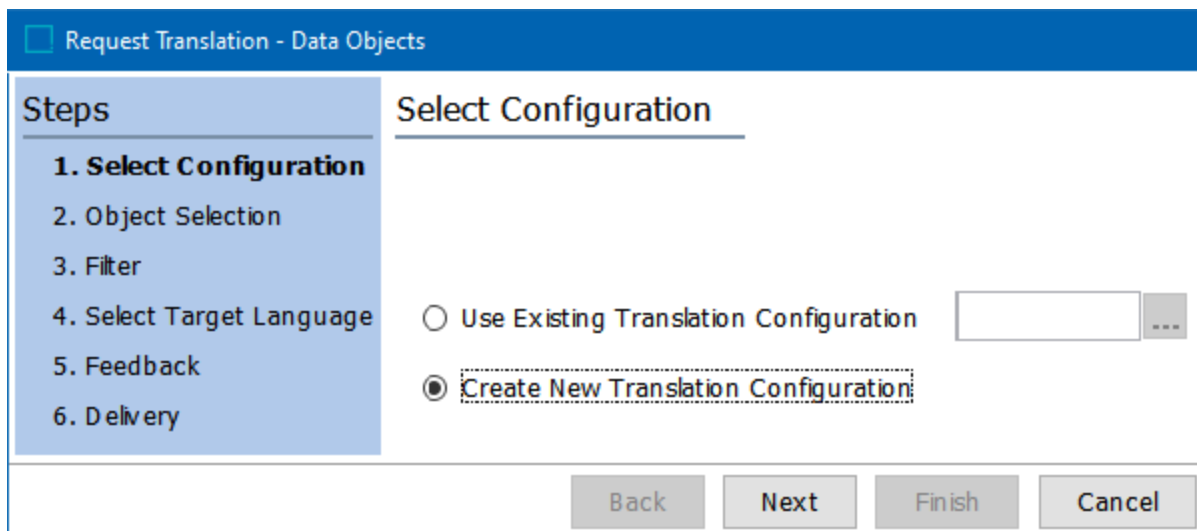 Request Translation - Data Objects
Steps
1. Select Configuration
2. Object Selection
3. Filter
4. Select Target Language
5. Feedback
6. Delivery
Select Configuration
Use Existing Translation Configuration
...
Create New Translation Configuration
Back
Next
Finish
Cancel